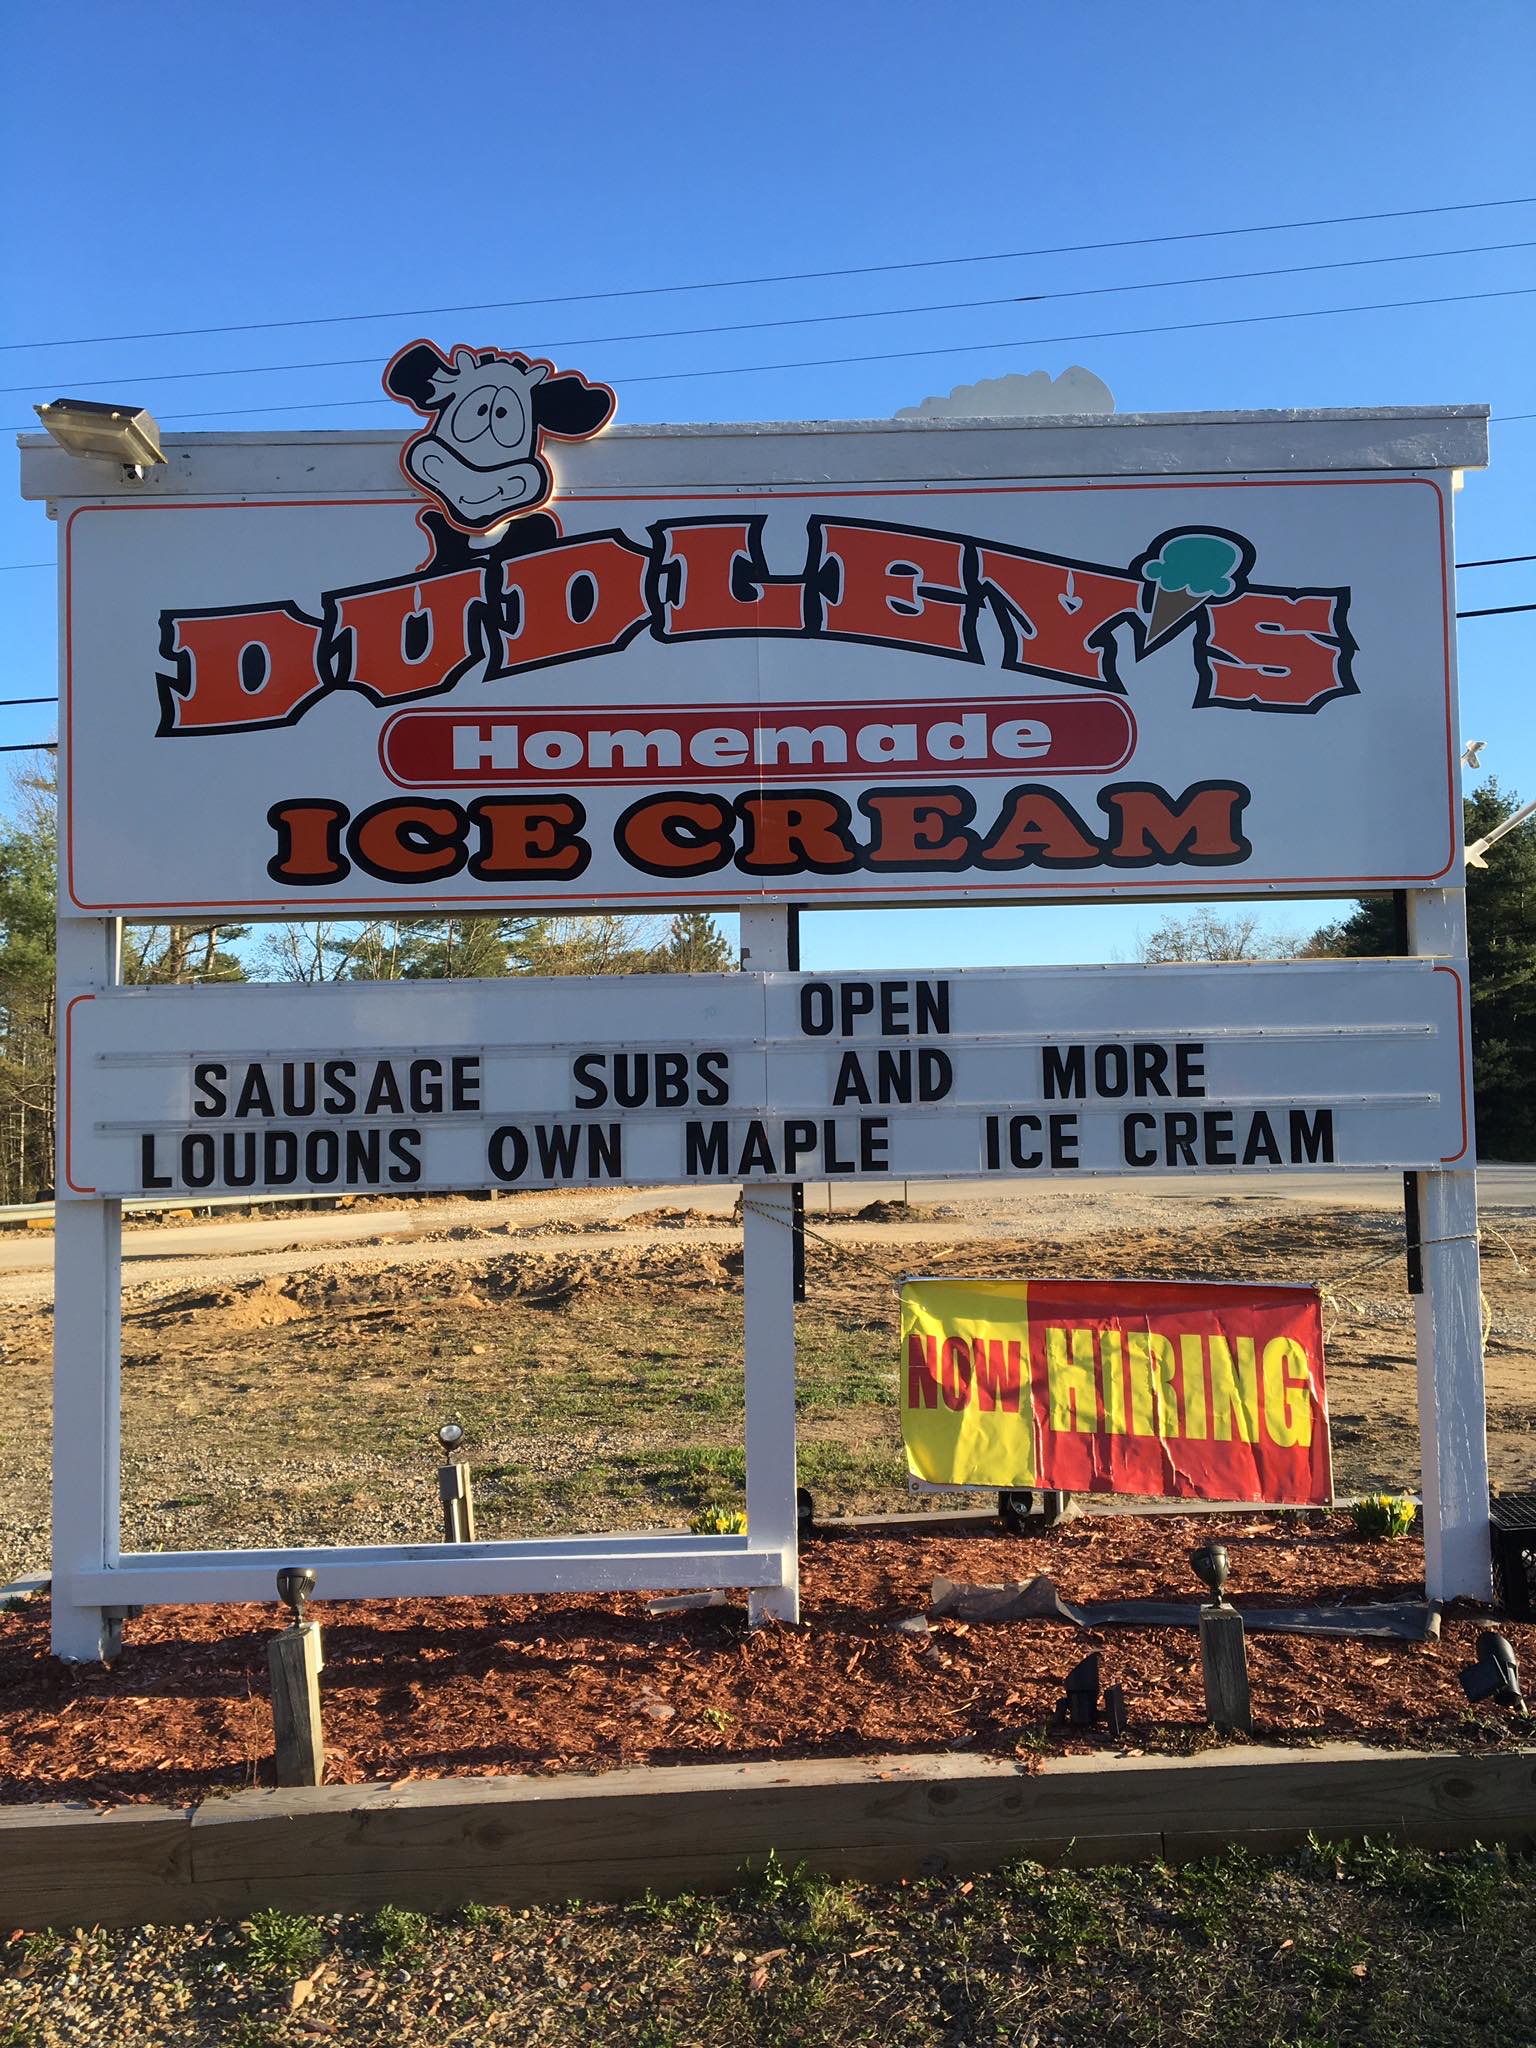 DUDLEY'S
Homemade
ICE CREAM
OPEN
SAUSAGE SUBS AND MORE
LOUDONS OWN MAPLE ICE CREAM
NOW HIRING